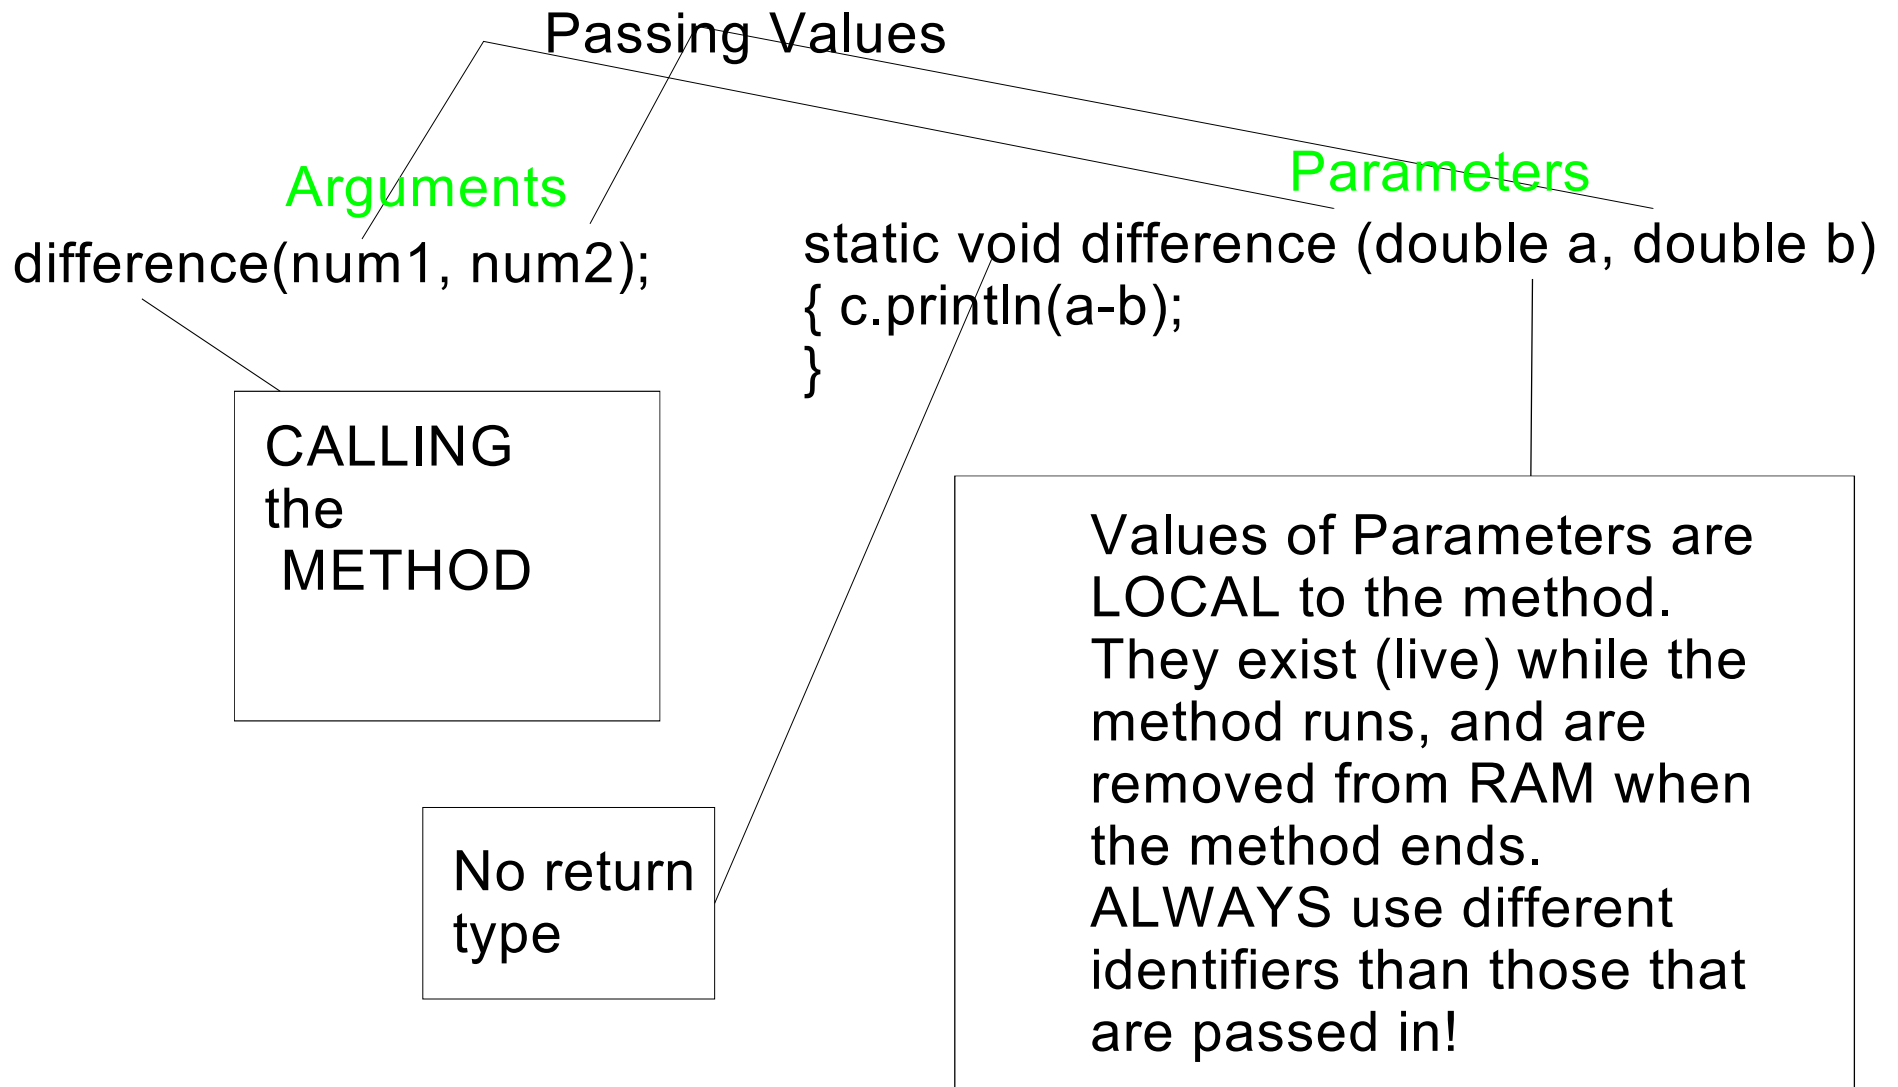 Passing Values
Arguments
Parameters
difference(num1, num2);
static void difference (double a, double b)
{ c.println(a-b);
}
CALLING
the
METHOD
No return
type
Values of Parameters are
LOCAL to the method.
They exist (live) while the
method runs, and are
removed from RAM when
the method ends.
ALWAYS use different
identifiers than those that
are passed in!